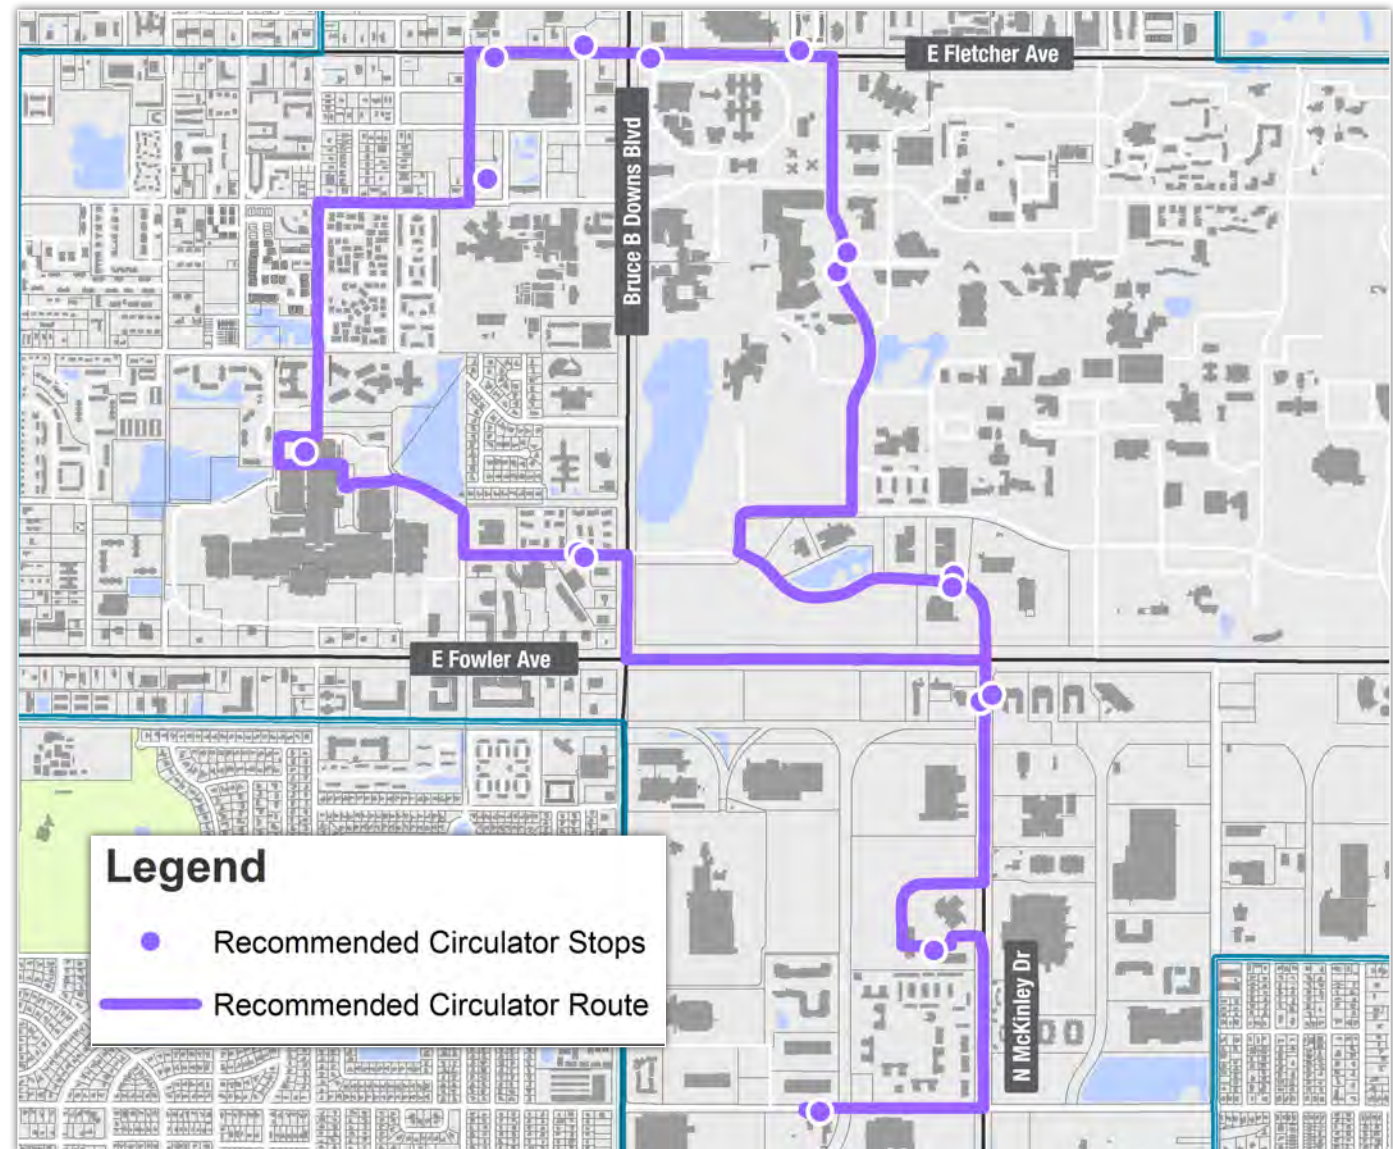 E Fletcher Ave
Bruce B Downs Blvd
E Fowler Ave
Legend
Recommended Circulator Stops
Recommended Circulator Route
N McKinley Dr